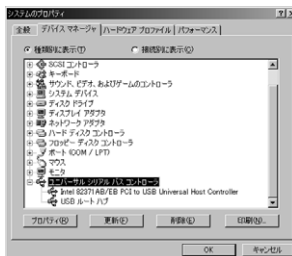 システムのプロパティ
全般 デバイス マネージャ ハードウェア プロファイル パフォーマンス
種類別に表示(T) 接続別に表示(C)
SCSI コントローラ
キーボード
サウンド、ビデオ、およびゲームのコントローラ
システム デバイス
ディスク ドライブ
ディスプレイ アダプタ
ネットワーク アダプタ
ハード ディスク コントローラ
フロッピー ディスク コントローラ
ポート (COM / LPT)
マウス
モニタ
ユニバーサル シリアル バス コントローラ
Intel 82371AB/EB PCI to USB Universal Host Controller
USB ルート ハブ
プロパティ(R) 更新(F) 削除(E) 印刷(N)...
OK キャンセル